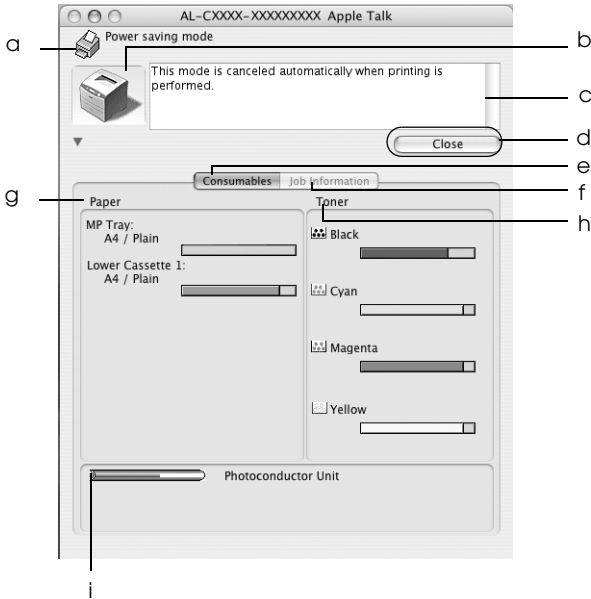 AL-CXXXX-XXXXXXXXX Apple Talk
a
Power saving mode
b
This mode is canceled automatically when printing is
performed.
c
Close
d
Consumables
e
Job Information
f
g
Paper
Toner
h
MP Tray:
A4 / Plain
Lower Cassette 1:
A4 / Plain
Black
Cyan
Magenta
Yellow
Photoconductor Unit
i